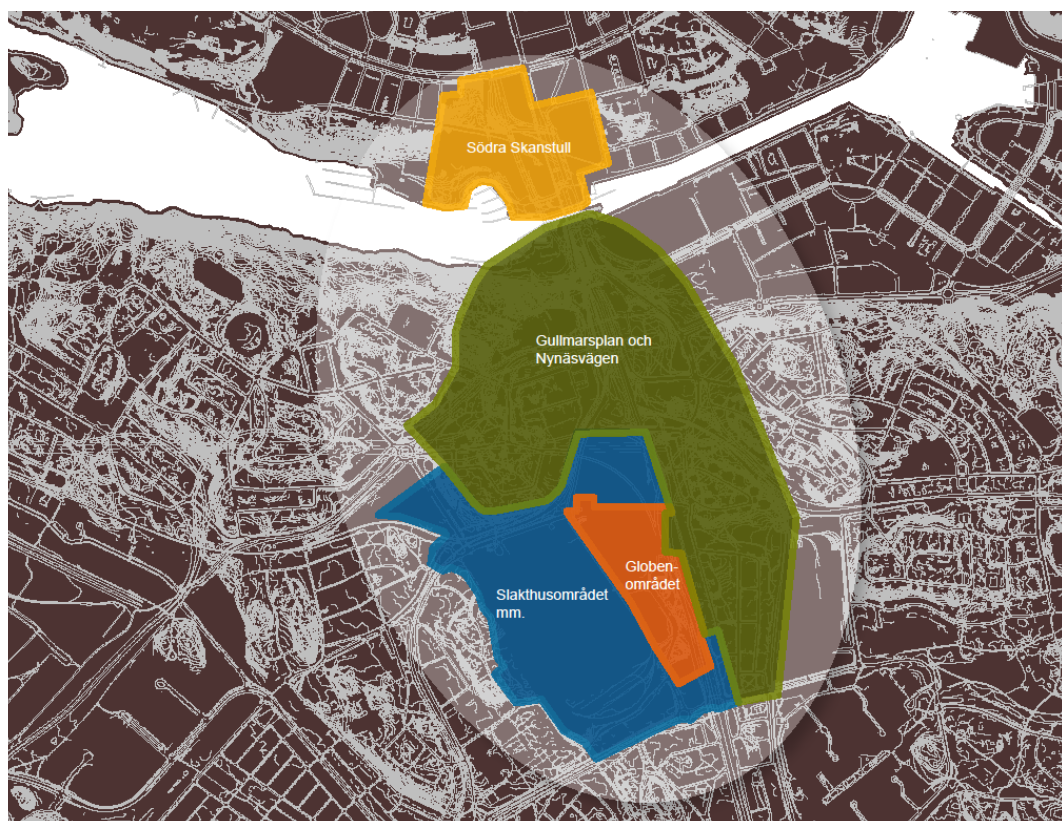 Södra Skanstull
Gullmarsplan och
Nynäsvägen
Globen-
området
Slakthusområdet
mm.